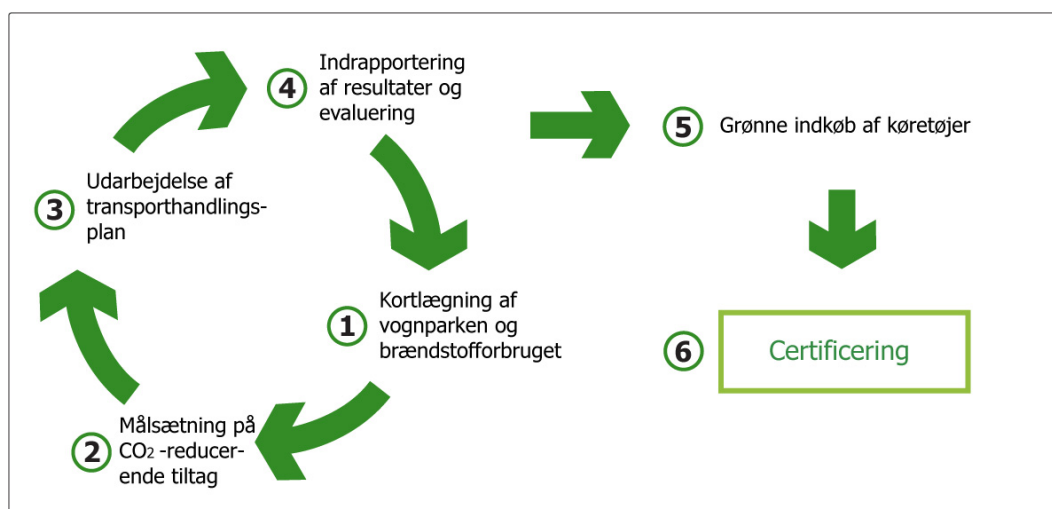 1
Kortlægning af
vognparken og
brændstofforbruget
2
Målsætning på
CO₂ -reducer-
ende tiltag
3
Udarbejdelse af
transporthandlings-
plan
4
Indrapportering
af resultater og
evaluering
5
Grønne indkøb af køretøjer
6
Certificering